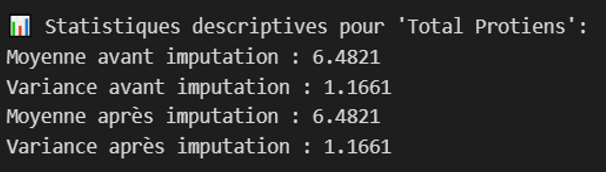 📊 Statistiques descriptives pour 'Total Protiens':
Moyenne avant imputation : 6.4821
Variance avant imputation : 1.1661
Moyenne après imputation : 6.4821
Variance après imputation : 1.1661